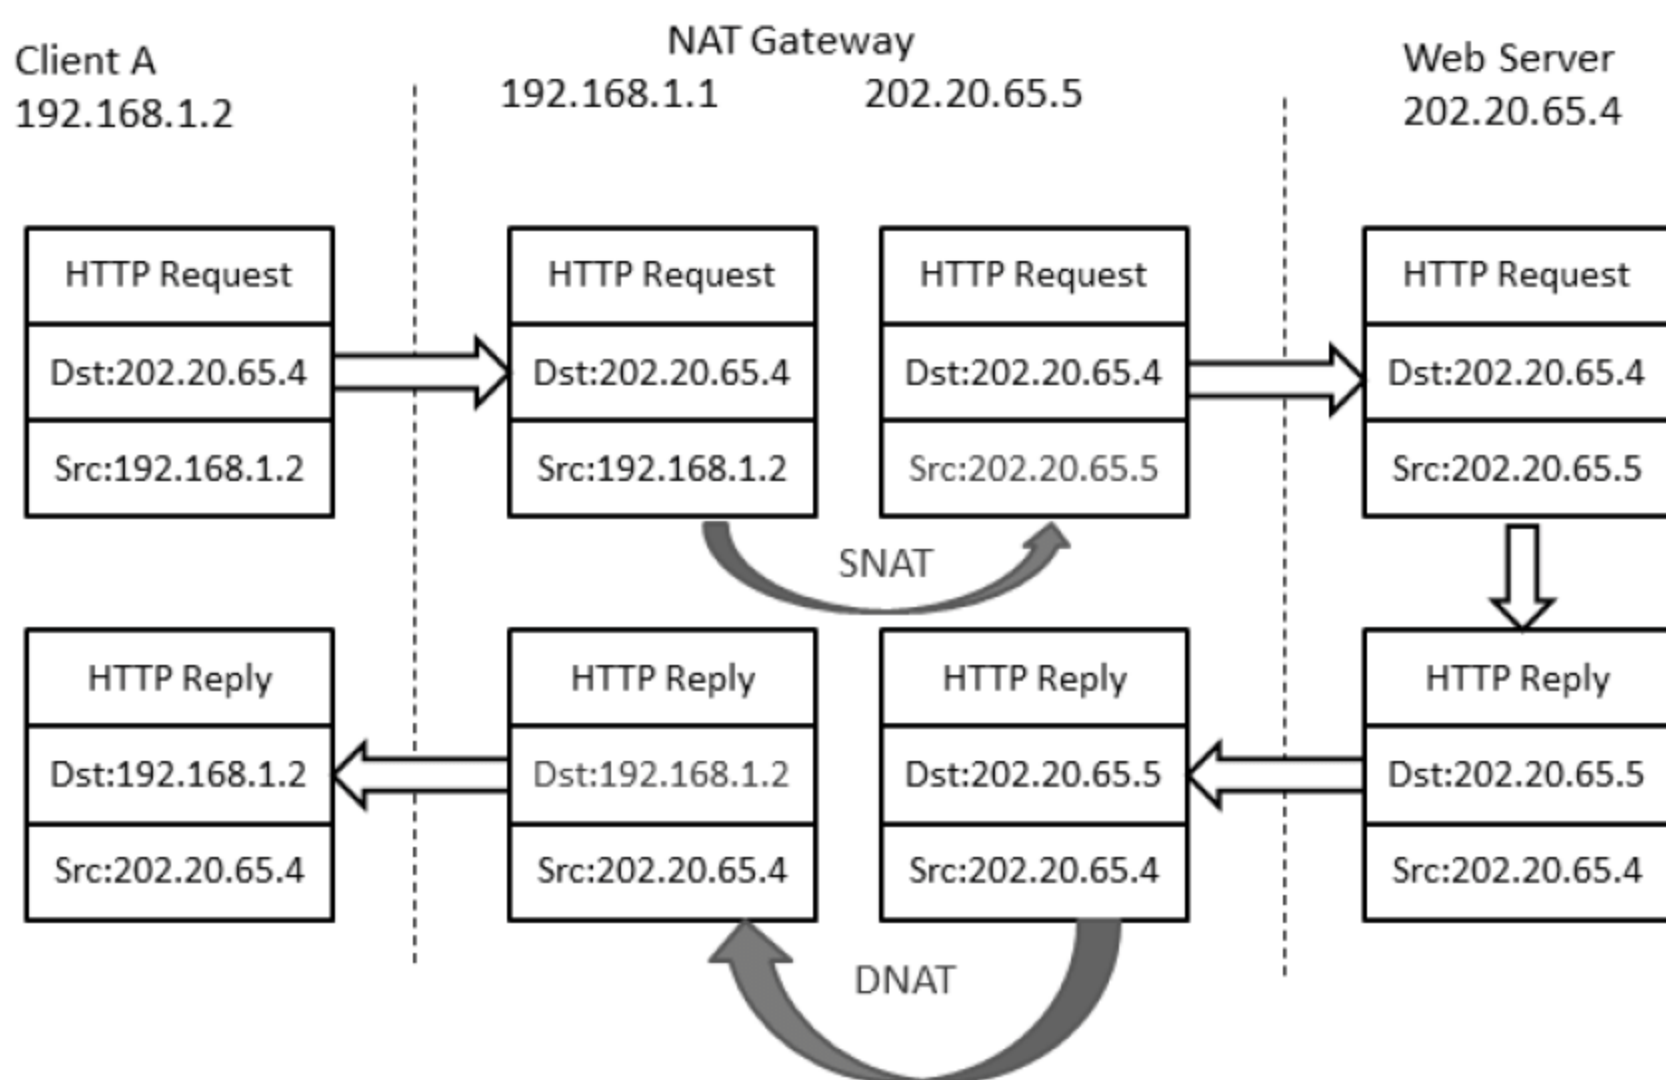 Client A
192.168.1.2
NAT Gateway
192.168.1.1 202.20.65.5
Web Server
202.20.65.4
HTTP Request
Dst:202.20.65.4
Src:192.168.1.2
HTTP Request
Dst:202.20.65.4
Src:192.168.1.2
HTTP Request
Dst:202.20.65.4
Src:202.20.65.5
HTTP Request
Dst:202.20.65.4
Src:202.20.65.5
SNAT
HTTP Reply
Dst:192.168.1.2
Src:202.20.65.4
HTTP Reply
Dst:192.168.1.2
Src:202.20.65.4
HTTP Reply
Dst:202.20.65.5
Src:202.20.65.4
HTTP Reply
Dst:202.20.65.5
Src:202.20.65.4
DNAT